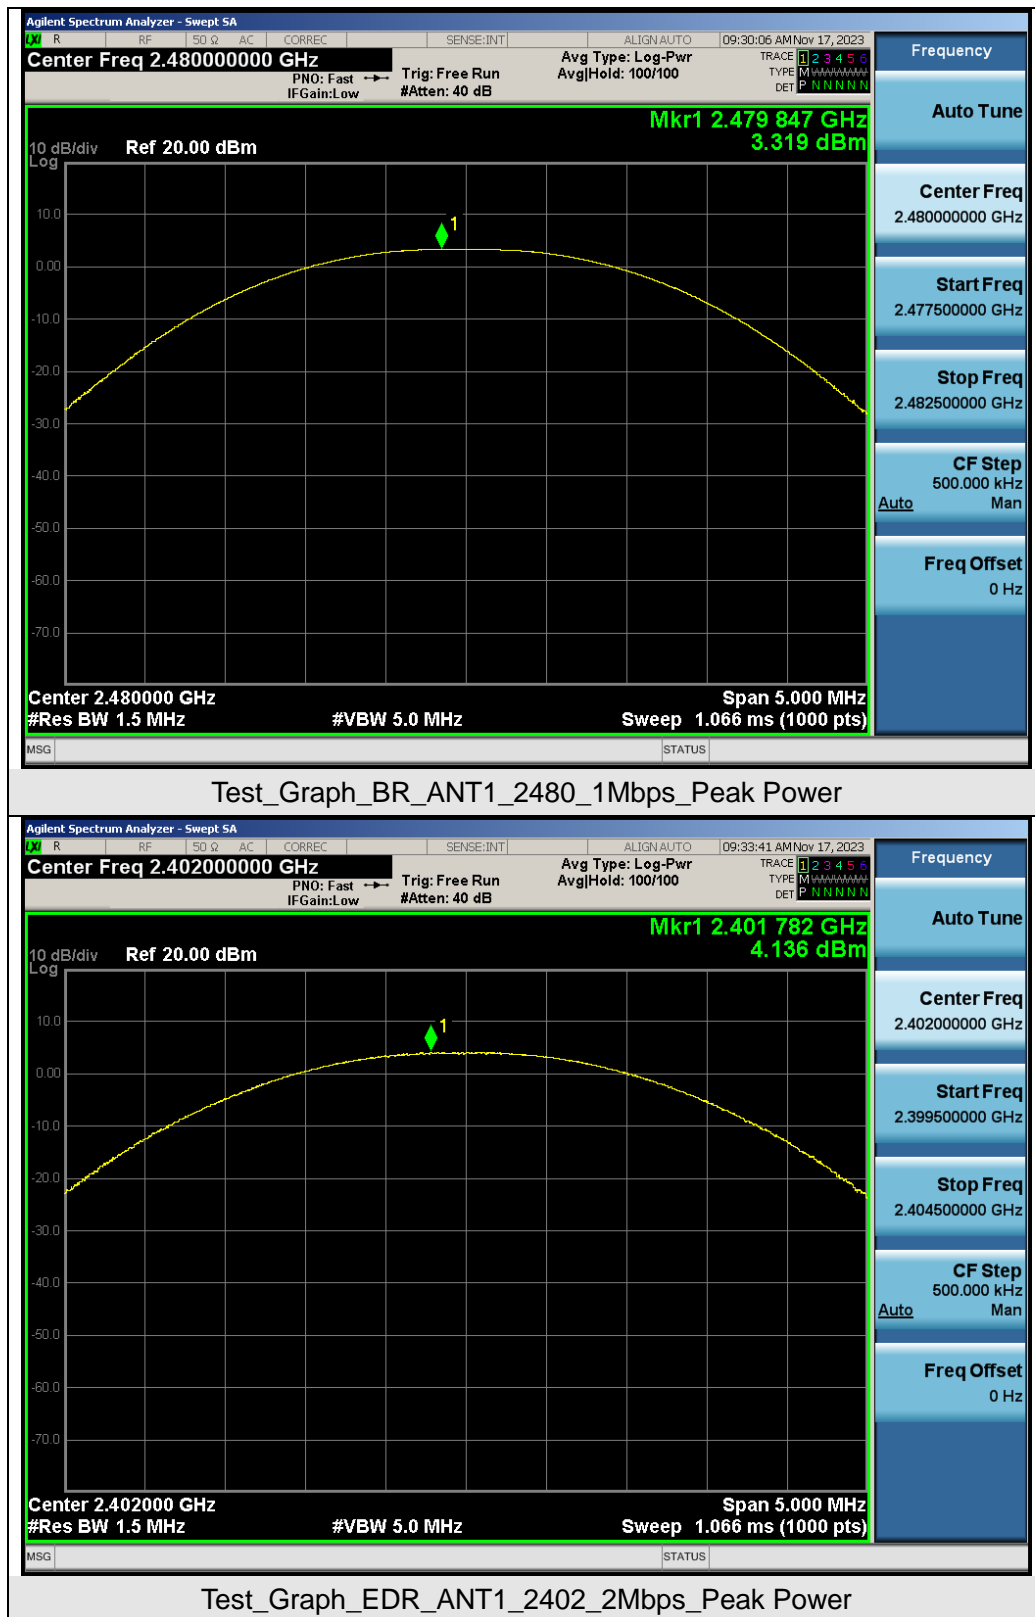 Agilent Spectrum Analyzer - Swept SA
LXI R RF 50 Ω AC CORREC SENSE:INT ALIGN AUTO 09:30:06 AM Nov 17, 2023
Center Freq 2.480000000 GHz
PNO: Fast
IFGain:Low
Trig: Free Run
#Atten: 40 dB
Avg Type: Log-Pwr
Avg|Hold: 100/100
TRACE 1 2 3 4 5 6
TYPE M
DET P N N N N N
Mkr1 2.479 847 GHz
3.319 dBm
10 dB/div Ref 20.00 dBm
Log
1
10.0
0.00
-10.0
-20.0
-30.0
-40.0
-50.0
-60.0
-70.0
Center 2.480000 GHz Span 5.000 MHz
#Res BW 1.5 MHz #VBW 5.0 MHz Sweep 1.066 ms (1000 pts)
MSG STATUS
Frequency
Auto Tune
Center Freq
2.480000000 GHz
Start Freq
2.477500000 GHz
Stop Freq
2.482500000 GHz
CF Step
500.000 kHz
Auto Man
Freq Offset
0 Hz
Test_Graph_BR_ANT1_2480_1Mbps_Peak Power
Agilent Spectrum Analyzer - Swept SA
LXI R RF 50 Ω AC CORREC SENSE:INT ALIGN AUTO 09:33:41 AM Nov 17, 2023
Center Freq 2.402000000 GHz
PNO: Fast
IFGain:Low
Trig: Free Run
#Atten: 40 dB
Avg Type: Log-Pwr
Avg|Hold: 100/100
TRACE 1 2 3 4 5 6
TYPE M
DET P N N N N N
Mkr1 2.401 782 GHz
4.136 dBm
10 dB/div Ref 20.00 dBm
Log
1
10.0
0.00
-10.0
-20.0
-30.0
-40.0
-50.0
-60.0
-70.0
Center 2.402000 GHz Span 5.000 MHz
#Res BW 1.5 MHz #VBW 5.0 MHz Sweep 1.066 ms (1000 pts)
MSG STATUS
Frequency
Auto Tune
Center Freq
2.402000000 GHz
Start Freq
2.399500000 GHz
Stop Freq
2.404500000 GHz
CF Step
500.000 kHz
Auto Man
Freq Offset
0 Hz
Test_Graph_EDR_ANT1_2402_2Mbps_Peak Power